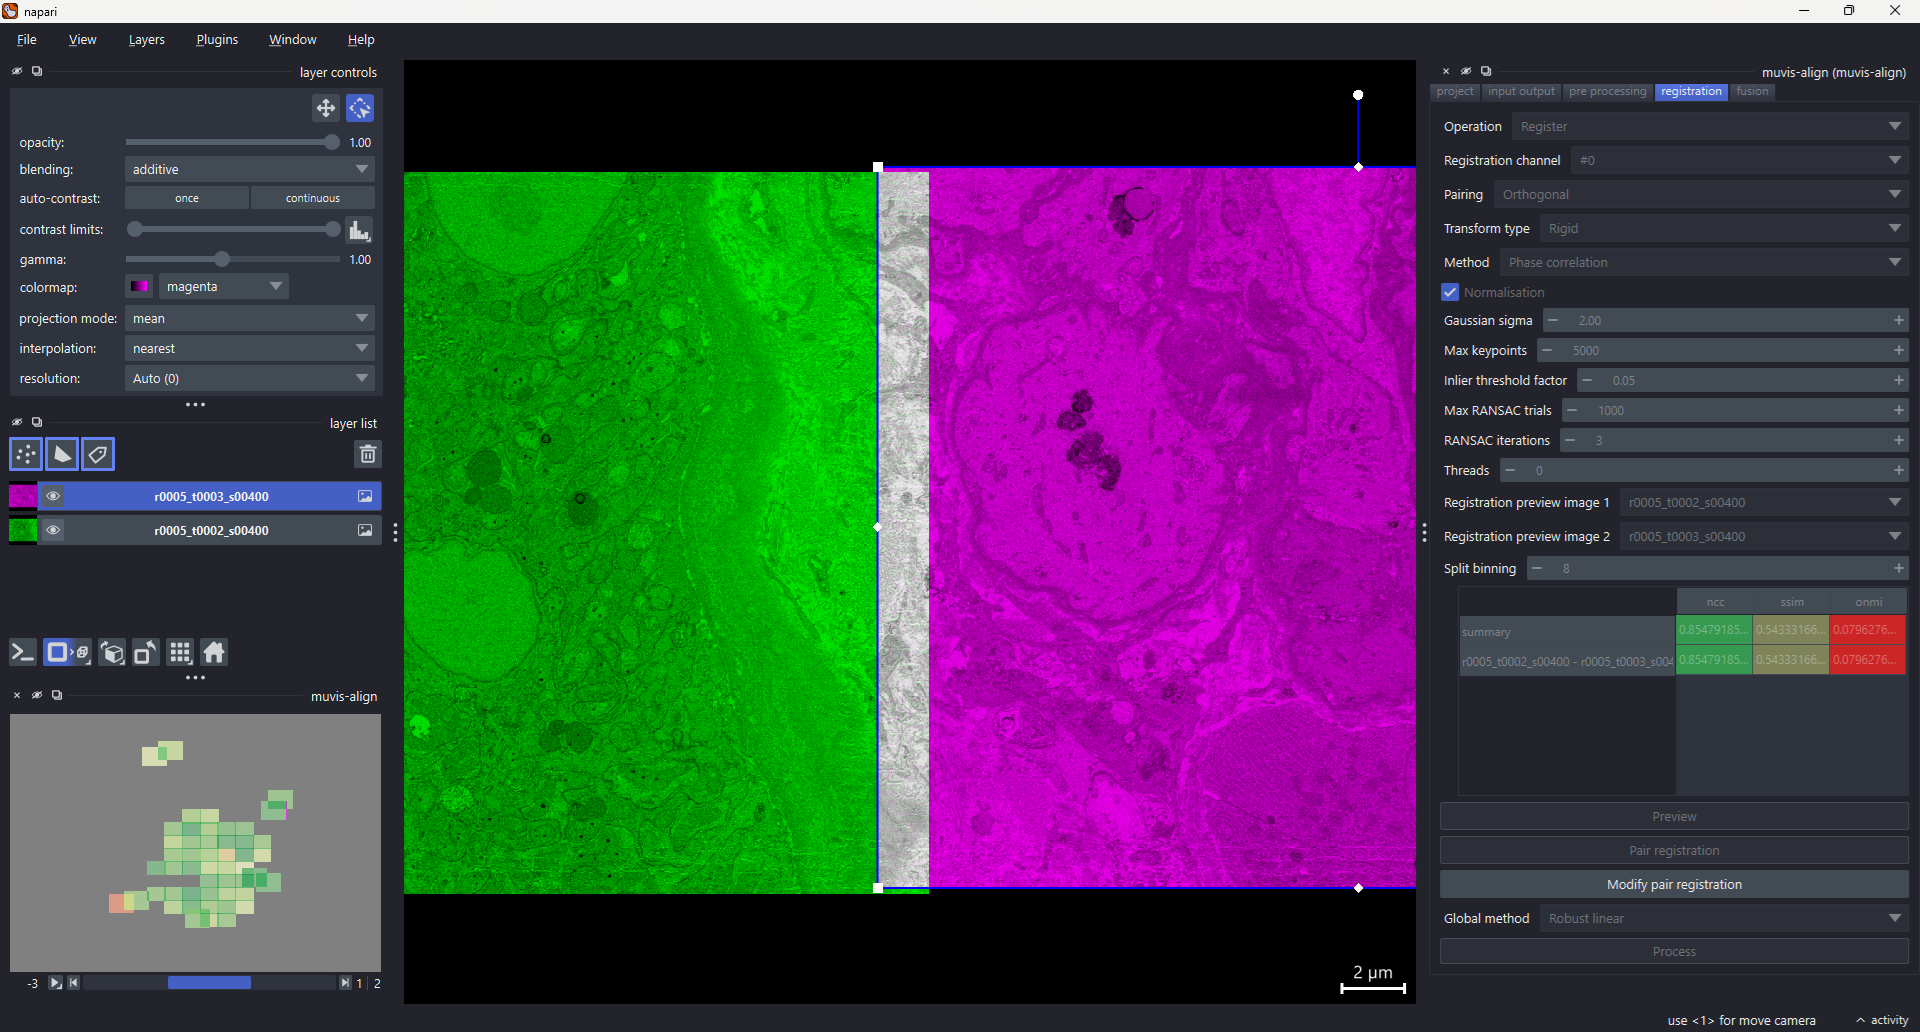 napari
File View Layers Plugins Window Help
layer controls
opacity: 1.00
blending: additive
auto-contrast: once continuous
contrast limits:
gamma: 1.00
colormap: magenta
projection mode: mean
interpolation: nearest
resolution: Auto (0)
layer list
r0005_t0003_s00400
r0005_t0002_s00400
muvis-align
-3 1 2
2 µm
muvis-align (muvis-align)
project input output pre processing registration fusion
Operation Register
Registration channel #0
Pairing Orthogonal
Transform type Rigid
Method Phase correlation
Normalisation
Gaussian sigma 2.00
Max keypoints 5000
Inlier threshold factor 0.05
Max RANSAC trials 1000
RANSAC iterations 3
Threads 0
Registration preview image 1 r0005_t0002_s00400
Registration preview image 2 r0005_t0003_s00400
Split binning 8
ncc ssim onmi
summary 0.85479185... 0.54333166... 0.0796276...
r0005_t0002_s00400 - r0005_t0003_s004 0.85479185... 0.54333166... 0.0796276...
Preview
Pair registration
Modify pair registration
Global method Robust linear
Process
use <1> for move camera activity